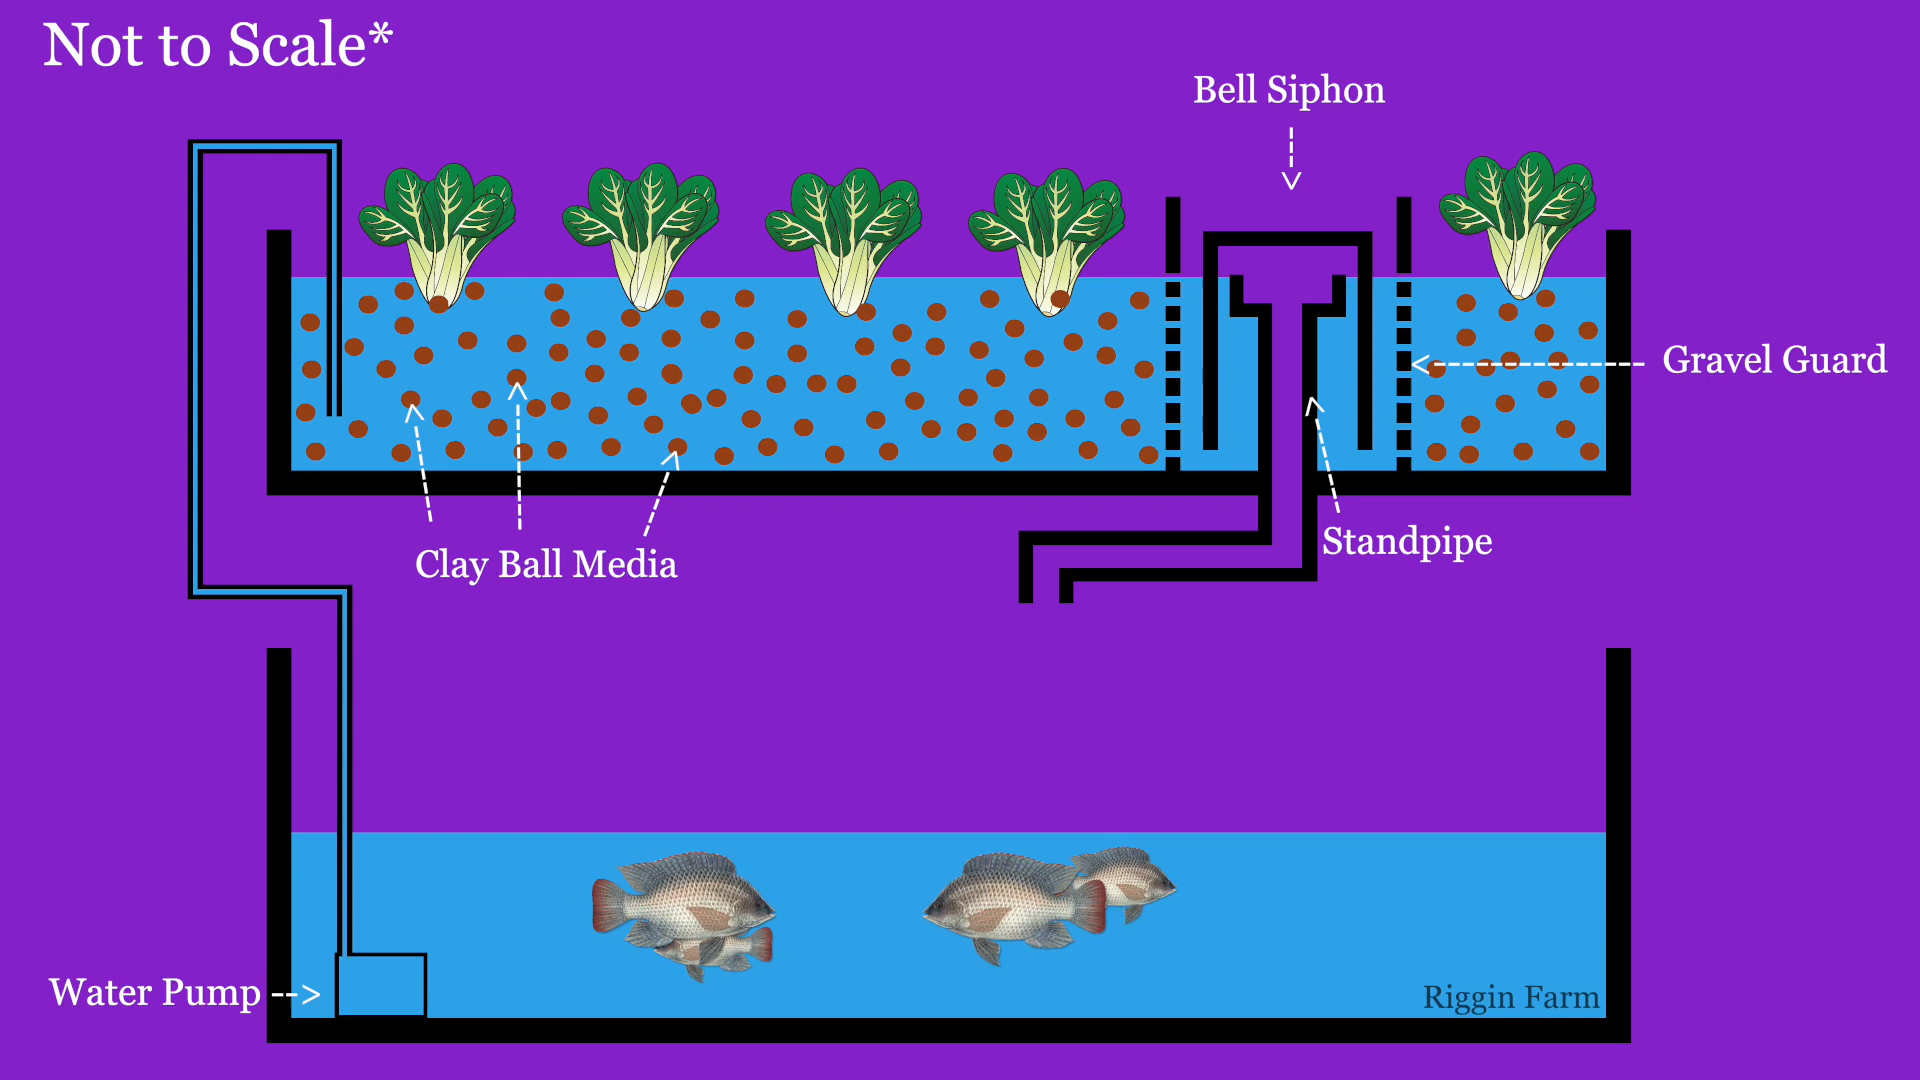 Not to Scale*
Bell Siphon
Gravel Guard
Standpipe
Clay Ball Media
Water Pump
Riggin Farm